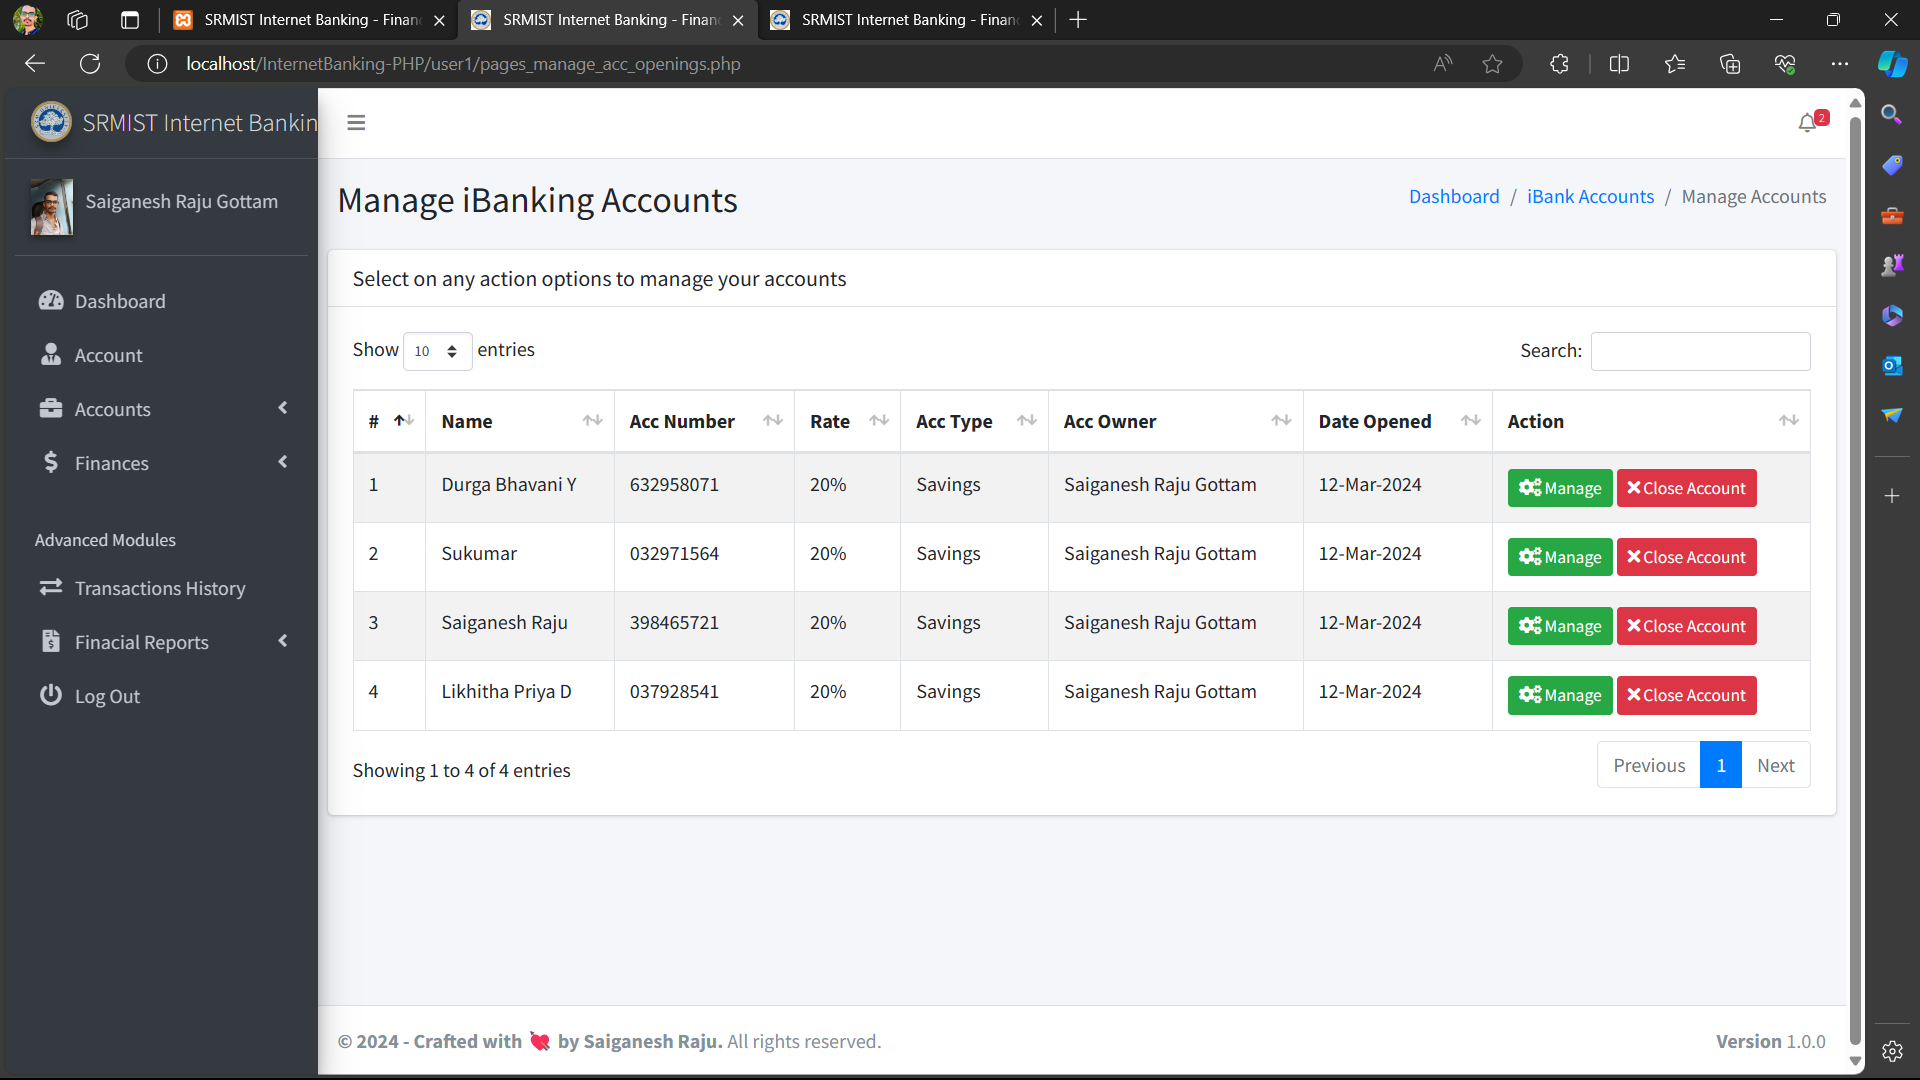 SRMIST Internet Banking - Finan
SRMIST Internet Banking - Finan
SRMIST Internet Banking - Finan
localhost/InternetBanking-PHP/user1/pages_manage_acc_openings.php
SRMIST Internet Bankin
2
Saiganesh Raju Gottam
Dashboard
Account
Accounts
Finances
Advanced Modules
Transactions History
Finacial Reports
Log Out
Manage iBanking Accounts
Dashboard / iBank Accounts / Manage Accounts
Select on any action options to manage your accounts
Show 10 entries
Search:
# Name Acc Number Rate Acc Type Acc Owner Date Opened Action
1 Durga Bhavani Y 632958071 20% Savings Saiganesh Raju Gottam 12-Mar-2024 Manage Close Account
2 Sukumar 032971564 20% Savings Saiganesh Raju Gottam 12-Mar-2024 Manage Close Account
3 Saiganesh Raju 398465721 20% Savings Saiganesh Raju Gottam 12-Mar-2024 Manage Close Account
4 Likhitha Priya D 037928541 20% Savings Saiganesh Raju Gottam 12-Mar-2024 Manage Close Account
Showing 1 to 4 of 4 entries
Previous 1 Next
© 2024 - Crafted with 💘 by Saiganesh Raju. All rights reserved.
Version 1.0.0